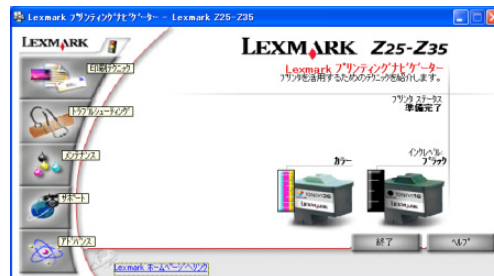 Lexmark プリンティングナビゲーター - Lexmark Z25-Z35
LEXMARK
LEXMARK Z25-Z35
Lexmark プリンティングナビゲーター
プリンタを活用するためのテクニックを紹介します。
印刷テクニック
プリンタ ステータス
準備完了
トラブルシューティング
メンテナンス
インクレベル:
カラー
ブラック
サポート
LEXMARK
LEXMARK
アドバンス
終了
ヘルプ
Lexmark ホームページへリンク